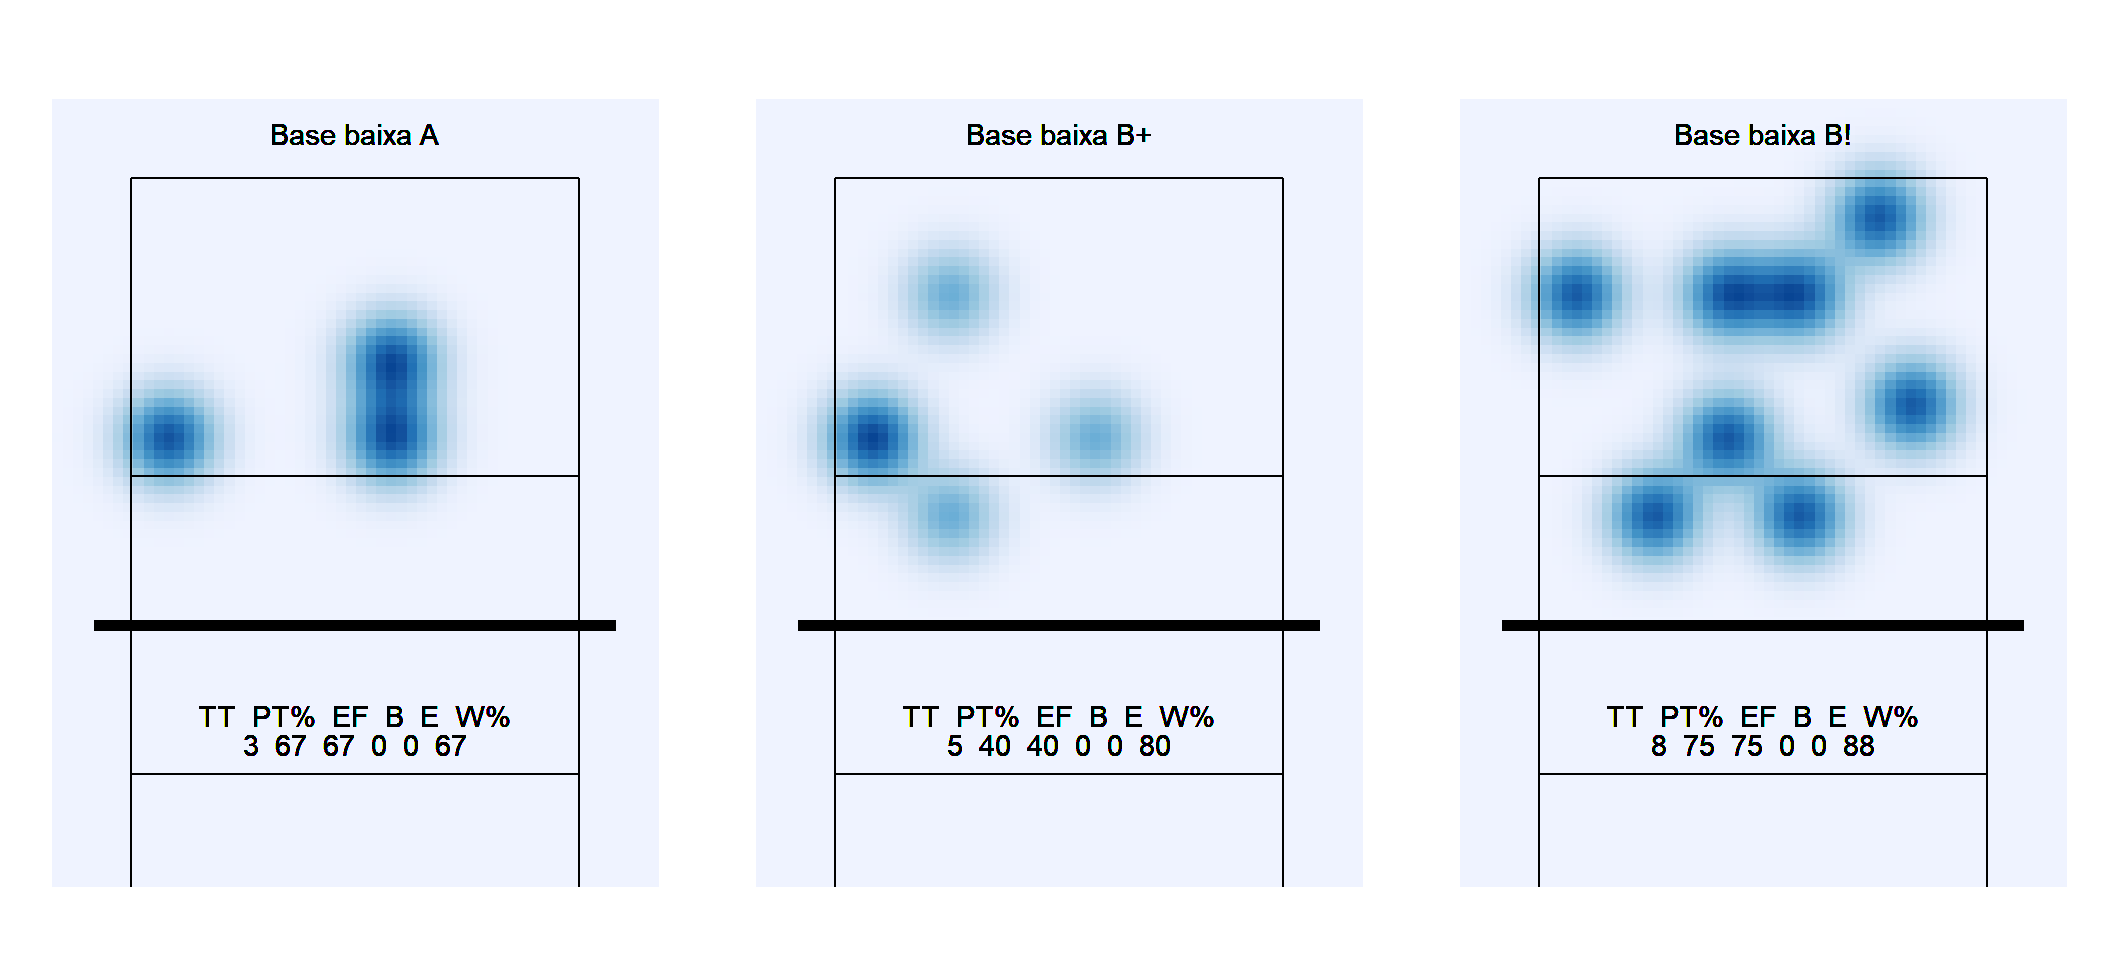 Base baixa A
TT PT% EF B E W%
3 67 67 0 0 67
Base baixa B+
TT PT% EF B E W%
5 40 40 0 0 80
Base baixa B!
TT PT% EF B E W%
8 75 75 0 0 88